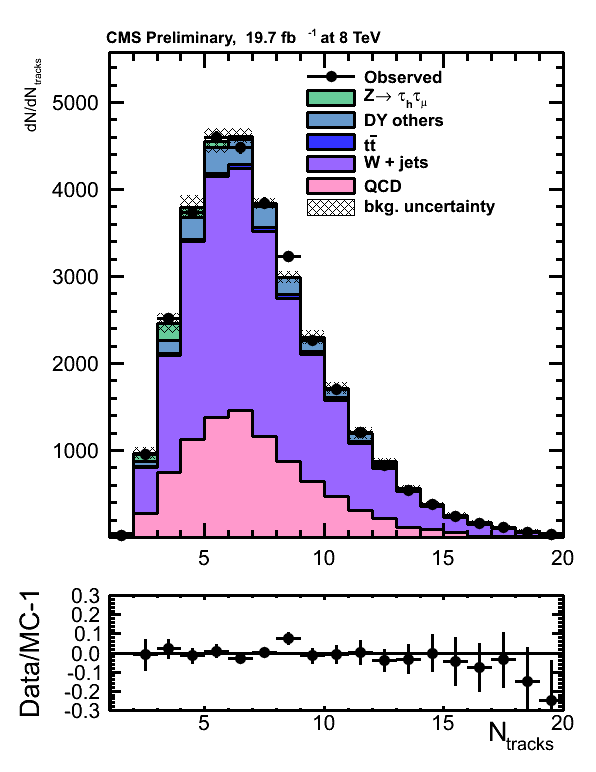 CMS Preliminary, 19.7 fb -1 at 8 TeV
dN/dNtracks
Observed
Z→ τhτμ
DY others
tt̄
W + jets
QCD
bkg. uncertainty
5000
4000
3000
2000
1000
5 10 15 20
Data/MC-1
0.3
0.2
0.1
0.0
-0.1
-0.2
-0.3
5 10 15 20
Ntracks